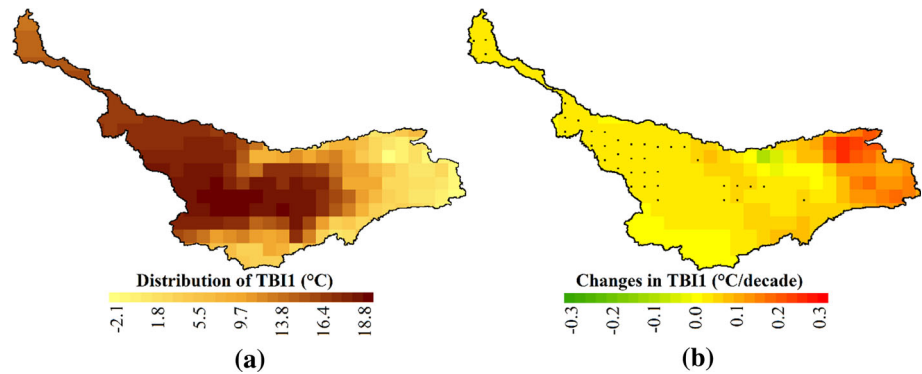 Distribution of TBI1 (°C)
-2.1 1.8 5.5 9.7 13.8 16.4 18.8
(a)
Changes in TBI1 (°C/decade)
-0.3 -0.2 -0.1 0.0 0.1 0.2 0.3
(b)